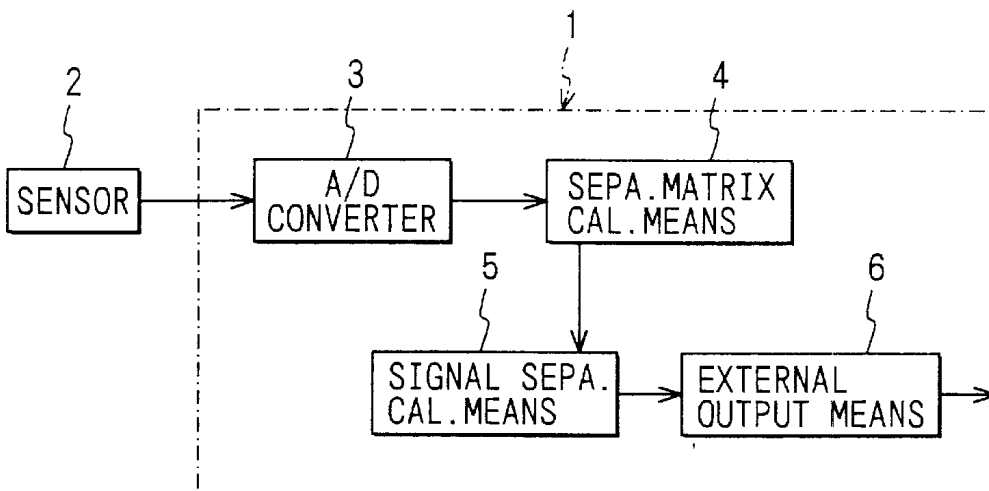 1
2
3
4
SENSOR
A/D
CONVERTER
SEPA.MATRIX
CAL.MEANS
5
6
SIGNAL SEPA.
CAL.MEANS
EXTERNAL
OUTPUT MEANS